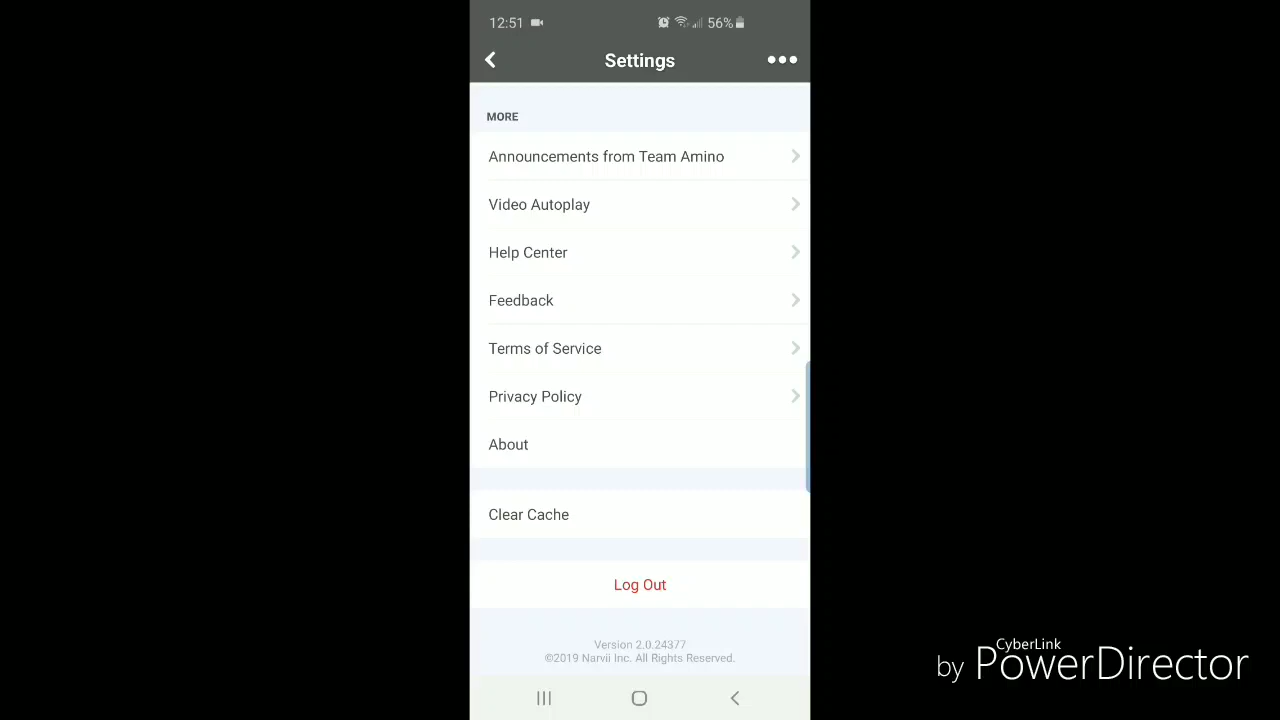 12:51 56%
Settings
MORE
Announcements from Team Amino
Video Autoplay
Help Center
Feedback
Terms of Service
Privacy Policy
About
Clear Cache
Log Out
Version 2.0.24377
©2019 Narvii Inc. All Rights Reserved.
CyberLink
by PowerDirector